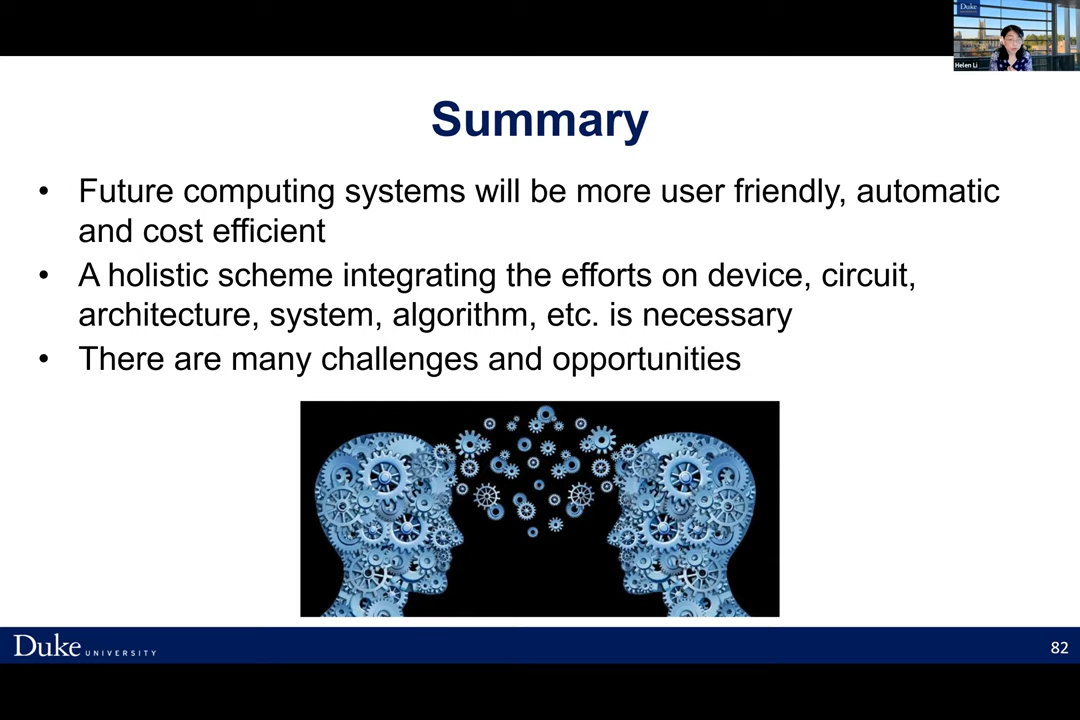 Duke
Helen Li
Summary
• Future computing systems will be more user friendly, automatic
and cost efficient
• A holistic scheme integrating the efforts on device, circuit,
architecture, system, algorithm, etc. is necessary
• There are many challenges and opportunities
Duke UNIVERSITY
82